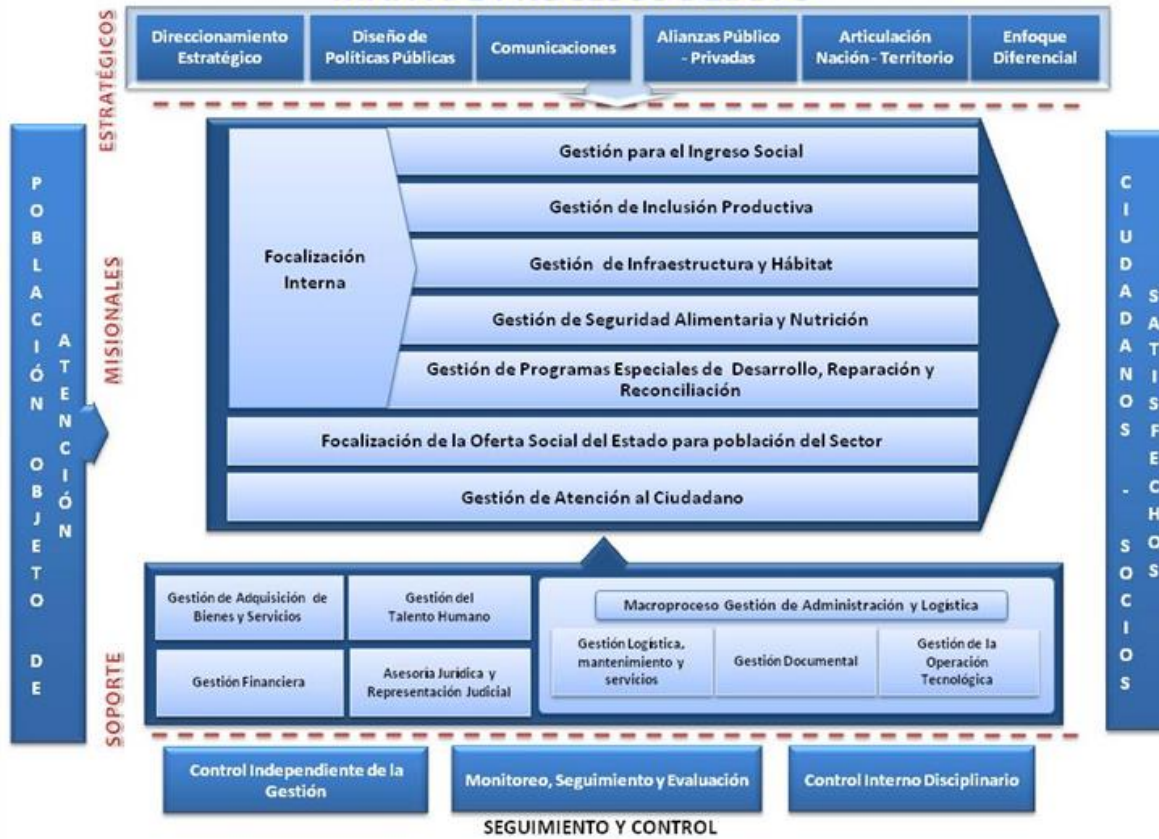 ESTRATÉGICOS
Direccionamiento
Estratégico
Diseño de
Políticas Públicas
Comunicaciones
Alianzas Público
- Privadas
Articulación
Nación - Territorio
Enfoque
Diferencial
POBLACIÓN OBJETO DE
ATENCIÓN
MISIONALES
Focalización
Interna
Gestión para el Ingreso Social
Gestión de Inclusión Productiva
Gestión de Infraestructura y Hábitat
Gestión de Seguridad Alimentaria y Nutrición
Gestión de Programas Especiales de Desarrollo, Reparación y
Reconciliación
Focalización de la Oferta Social del Estado para población del Sector
Gestión de Atención al Ciudadano
CIUDADANOS - SOCIOS
SATISFECHOS
SOPORTE
Gestión de Adquisición de
Bienes y Servicios
Gestión del
Talento Humano
Gestión Financiera
Asesoría Jurídica y
Representación Judicial
Macroproceso Gestión de Administración y Logística
Gestión Logística,
mantenimiento y
servicios
Gestión Documental
Gestión de la
Operación
Tecnológica
Control Independiente de la
Gestión
Monitoreo, Seguimiento y Evaluación
Control Interno Disciplinario
SEGUIMIENTO Y CONTROL